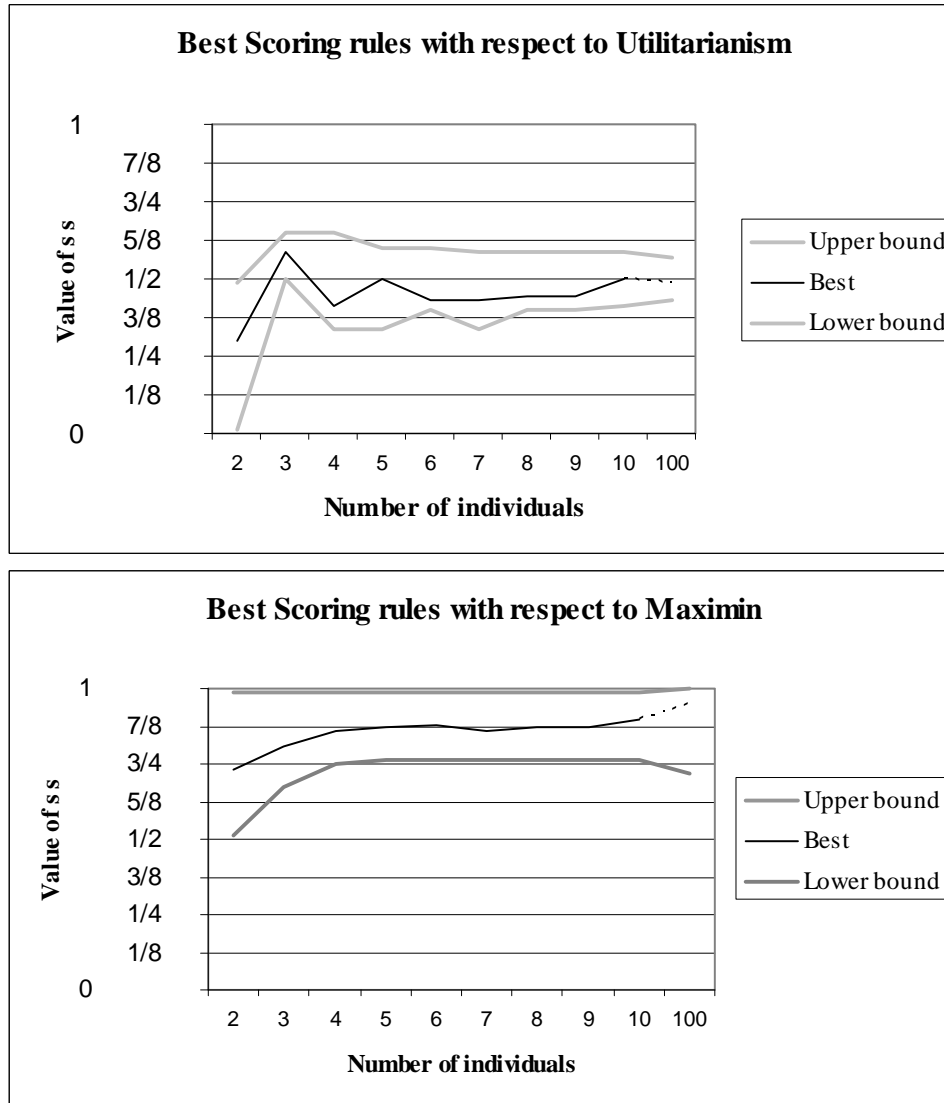 Best Scoring rules with respect to Utilitarianism
1
7/8
3/4
5/8
1/2
3/8
1/4
1/8
0
Value of s s
2 3 4 5 6 7 8 9 10 100
Number of individuals
Upper bound
Best
Lower bound
Best Scoring rules with respect to Maximin
1
7/8
3/4
5/8
1/2
3/8
1/4
1/8
0
Value of s s
2 3 4 5 6 7 8 9 10 100
Number of individuals
Upper bound
Best
Lower bound